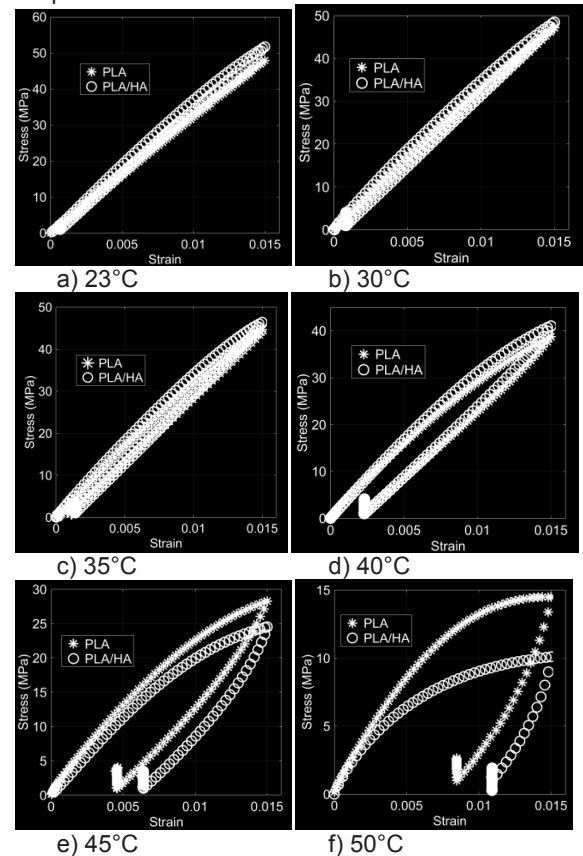 60
50
40
30
20
10
0
Stress (MPa)
PLA
PLA/HA
0.005 0.01 0.015
Strain
a) 23°C
50
40
30
20
10
0
Stress (MPa)
PLA
PLA/HA
0.005 0.01 0.015
Strain
b) 30°C
50
40
30
20
10
0
Stress (MPa)
PLA
PLA/HA
0.005 0.01 0.015
Strain
c) 35°C
40
30
20
10
0
Stress (MPa)
PLA
PLA/HA
0.005 0.01 0.015
Strain
d) 40°C
30
25
20
15
10
5
0
Stress (MPa)
PLA
PLA/HA
0 0.005 0.01 0.015
Strain
e) 45°C
15
10
5
0
Stress (MPa)
PLA
PLA/HA
0 0.005 0.01 0.015
Strain
f) 50°C